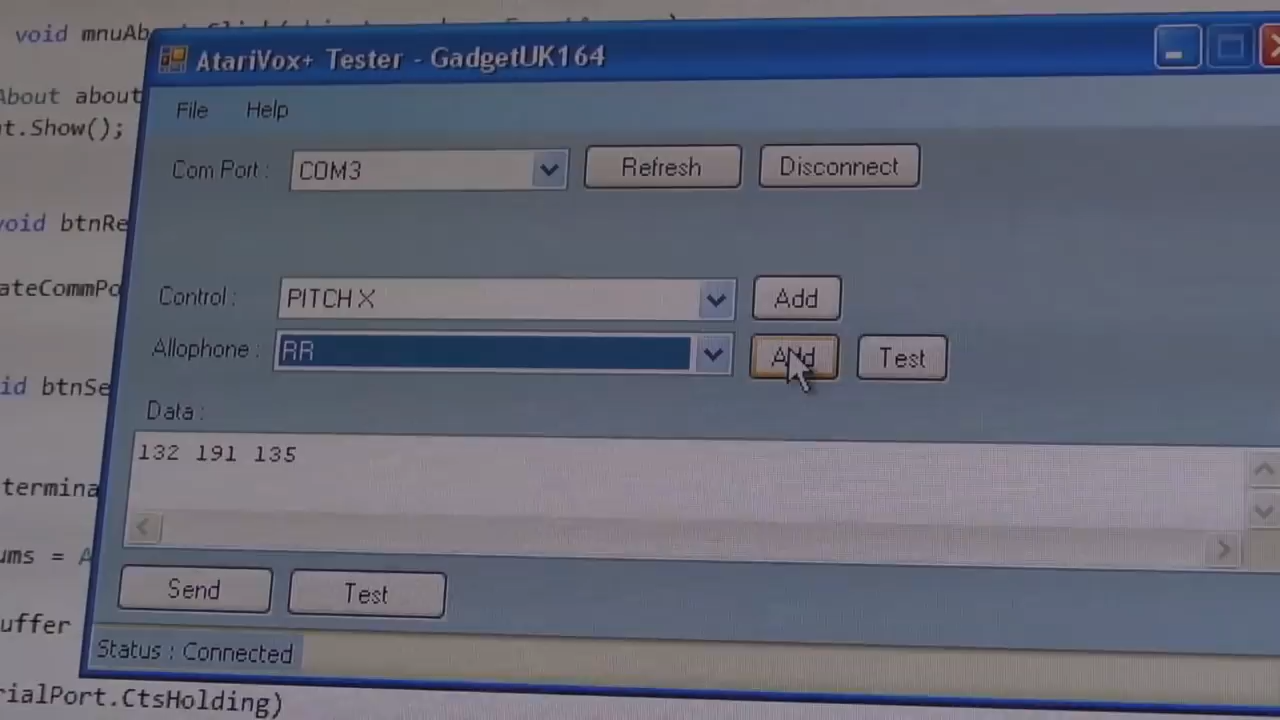 void mnuAb
AtariVox+ Tester - GadgetUK164
File Help
About about
t.Show();
Com Port : COM3 Refresh Disconnect
void btnRe
ateCommPo
Control : PITCH X Add
Allophone : RR Add Test
id btnSe
Data :
132 191 135
termina
ums = A
Send Test
uffer
Status : Connected
rialPort.CtsHolding)